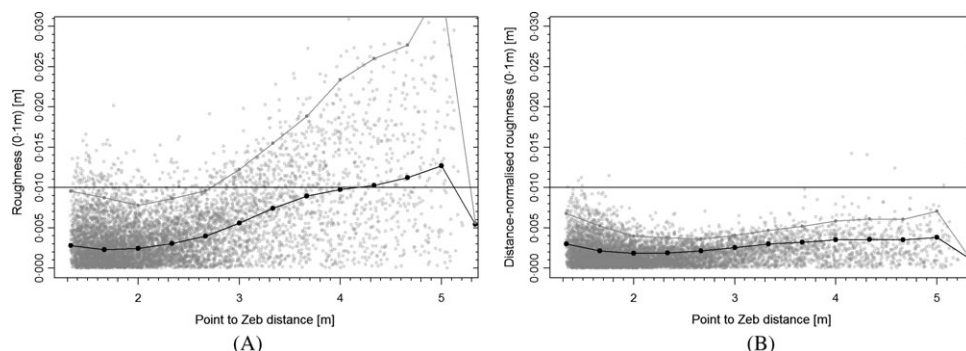 Roughness (0·1m) [m]
0·000 0·005 0·010 0·015 0·020 0·025 0·030
2 3 4 5
Point to Zeb distance [m]
(A)
Distance-normalised roughness (0·1m) [m]
0·000 0·005 0·010 0·015 0·020 0·025 0·030
2 3 4 5
Point to Zeb distance [m]
(B)